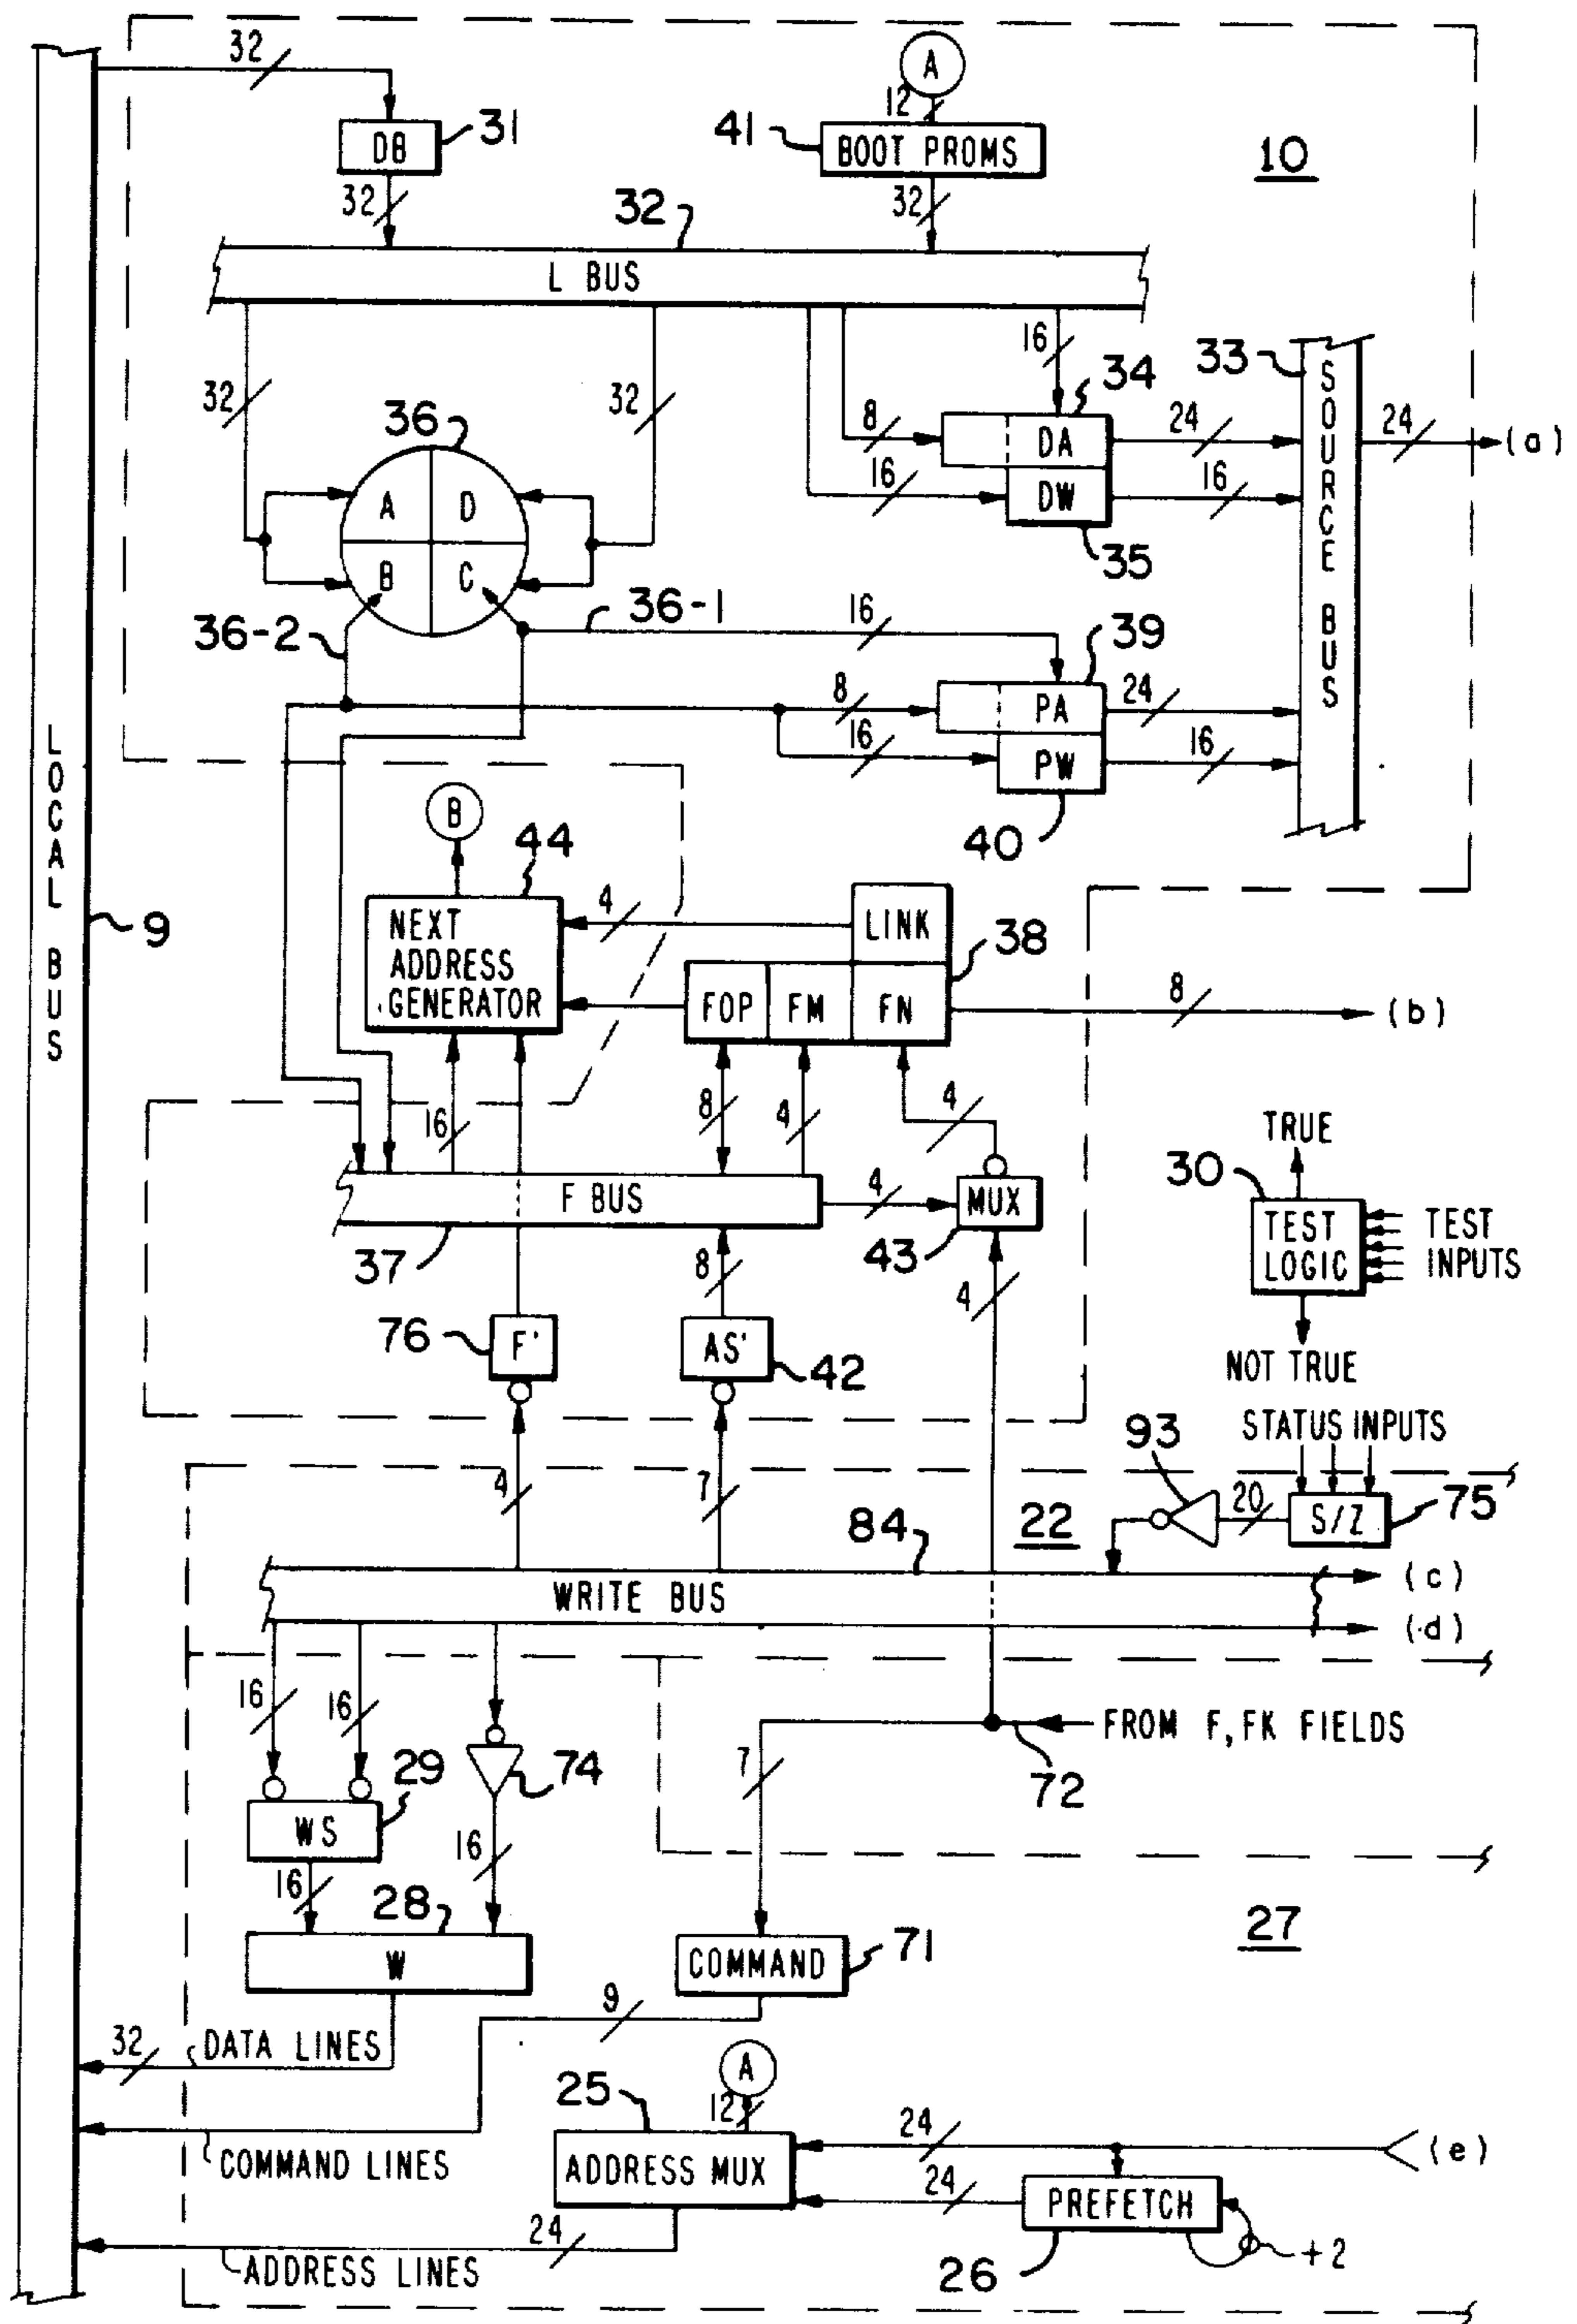 32
A
12
DB
31
41
BOOT PROMS
10
32
32
32
L BUS
16
33
34
SOURCE BUS
32
32
36
8
DA
24
24
(a)
A
D
16
DW
16
B
C
35
36-2
36-1
16
39
8
PA
24
16
PW
16
40
LOCAL BUS
9
B
44
NEXT
ADDRESS
GENERATOR
4
LINK
38
FOP
FM
FN
8
(b)
16
8
4
4
TRUE
30
F BUS
4
MUX
TEST
LOGIC
TEST
INPUTS
37
8
43
4
76
F'
AS'
42
NOT TRUE
STATUS INPUTS
93
4
7
84
22
20
S/Z
75
WRITE BUS
(c)
(d)
16
16
FROM F, FK FIELDS
29
74
7
72
WS
16
16
28
27
W
COMMAND
71
9
32
DATA LINES
A
25
12
24
(e)
COMMAND LINES
ADDRESS MUX
24
PREFETCH
24
ADDRESS LINES
26
+2